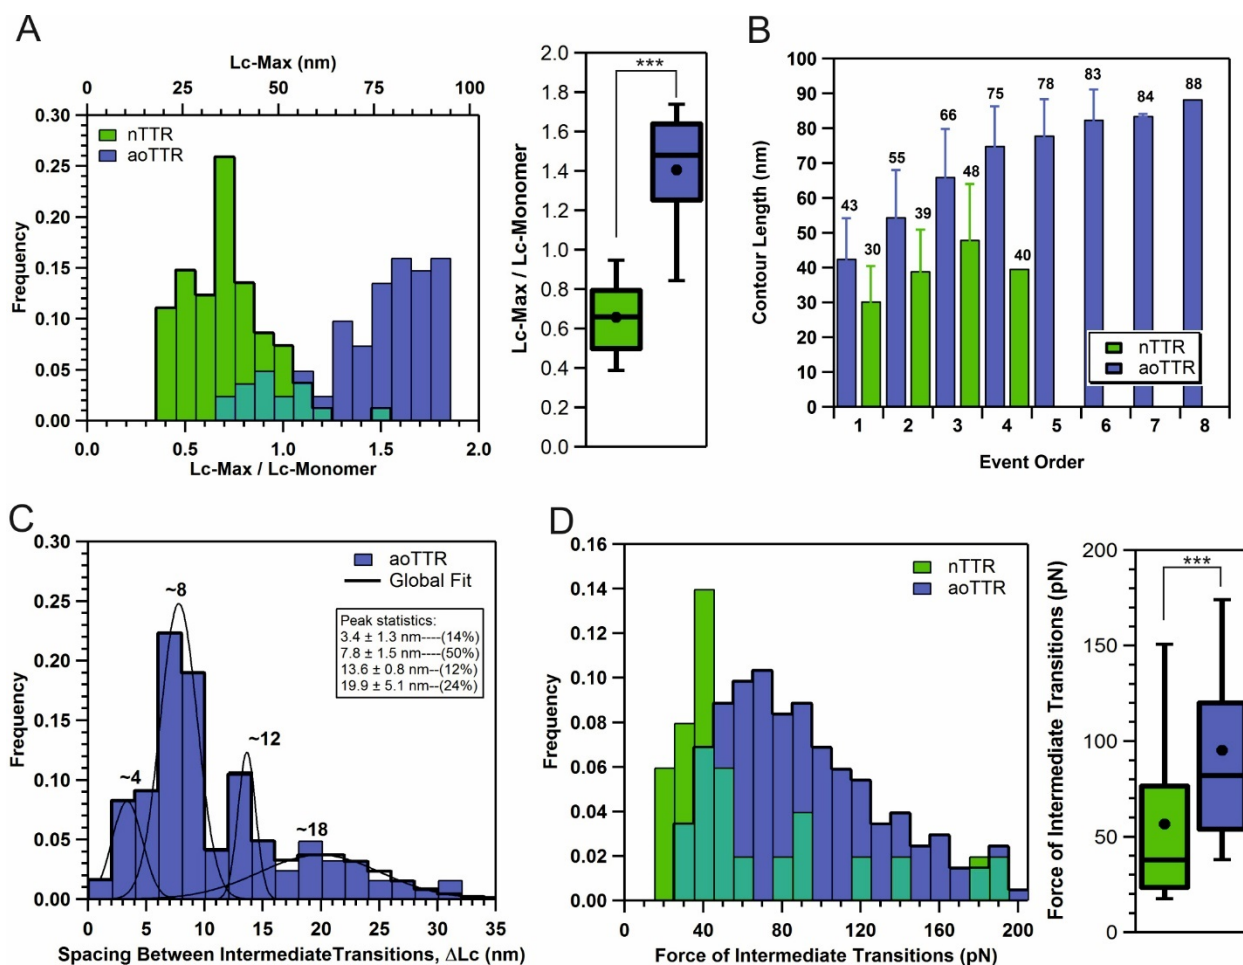 A
Lc-Max (nm)
0 25 50 75 100
0.30
0.25
0.20
0.15
0.10
0.05
0.00
Frequency
nTTR
aoTTR
0.0 0.5 1.0 1.5 2.0
Lc-Max / Lc-Monomer
2.0
1.8
1.6
1.4
1.2
1.0
0.8
0.6
0.4
0.2
0.0
Lc-Max / Lc-Monomer
***
B
100
90
80
70
60
50
40
30
20
10
0
Contour Length (nm)
43 30 55 39 66 48 75 40 78 83 84 88
nTTR
aoTTR
1 2 3 4 5 6 7 8
Event Order
C
0.30
0.25
0.20
0.15
0.10
0.05
0.00
Frequency
~4
~8
~12
~18
aoTTR
Global Fit
Peak statistics:
3.4 ± 1.3 nm----(14%)
7.8 ± 1.5 nm----(50%)
13.6 ± 0.8 nm--(12%)
19.9 ± 5.1 nm--(24%)
0 5 10 15 20 25 30 35
Spacing Between IntermediateTransitions, ΔLc (nm)
D
0.16
0.14
0.12
0.10
0.08
0.06
0.04
0.02
0.00
Frequency
nTTR
aoTTR
0 40 80 120 160 200
Force of Intermediate Transitions (pN)
200
150
100
50
0
Force of Intermediate Transitions (pN)
***